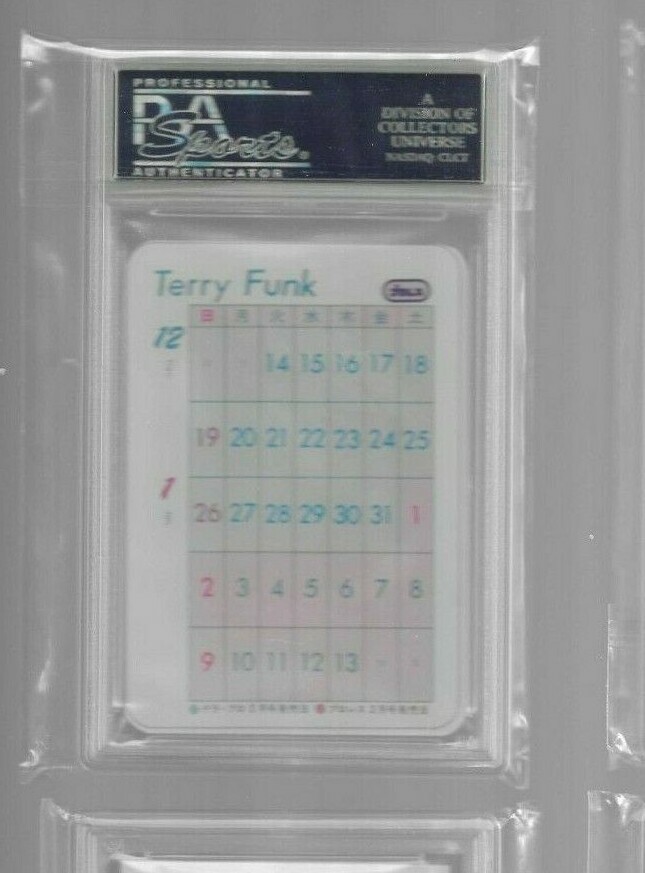 PROFESSIONAL
PSA
Sports®
AUTHENTICATOR
A
DIVISION OF
COLLECTORS
UNIVERSE
NASDAQ CLCT
Terry Funk
日 月 火 水 木 金 土
12
14 15 16 17 18
19 20 21 22 23 24 25
1
26 27 28 29 30 31 1
2 3 4 5 6 7 8
9 10 11 12 13